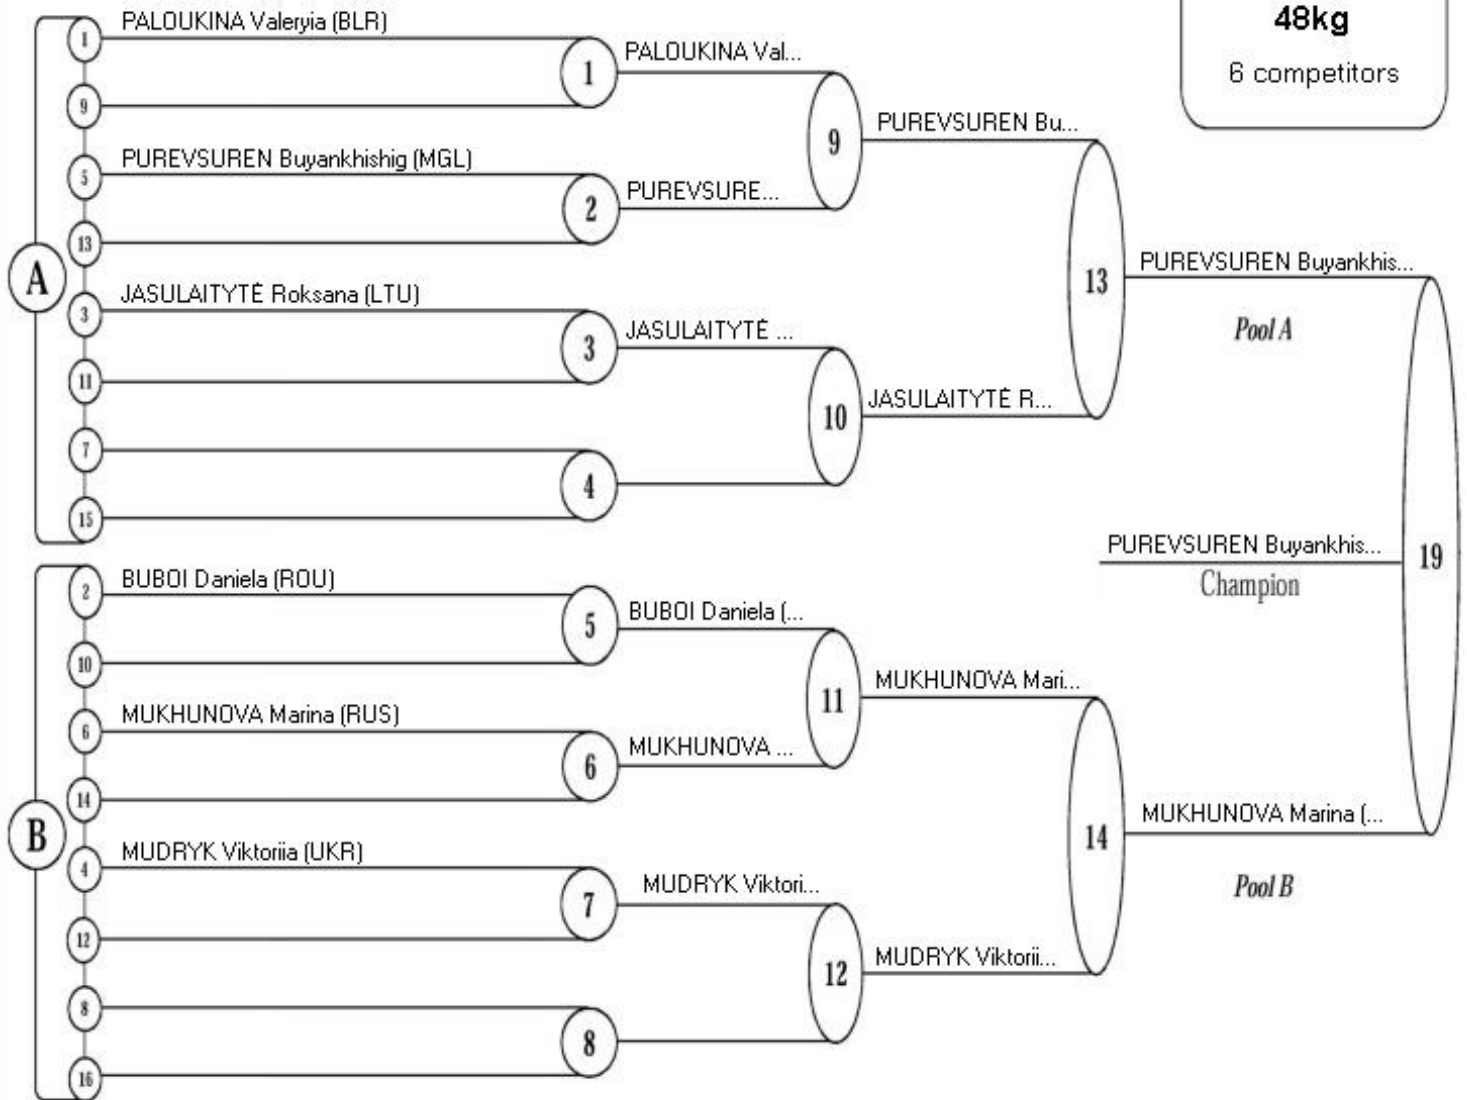 48kg
6 competitors
A
1
PALOUKINA Valeryia (BLR)
9
1
PALOUKINA Val...
5
PUREVSUREN Buyankhishig (MGL)
13
2
PUREVSURE...
9
PUREVSUREN Bu...
3
JASULAITYTĖ Roksana (LTU)
11
3
JASULAITYTĖ ...
7
15
4
10
JASULAITYTĖ R...
13
PUREVSUREN Buyankhis...
Pool A
B
2
BUBOI Daniela (ROU)
10
5
BUBOI Daniela (...
6
MUKHUNOVA Marina (RUS)
14
6
MUKHUNOVA ...
11
MUKHUNOVA Mari...
4
MUDRYK Viktoriia (UKR)
12
7
MUDRYK Viktori...
8
16
8
12
MUDRYK Viktorii...
14
MUKHUNOVA Marina (...
Pool B
19
PUREVSUREN Buyankhis...
Champion